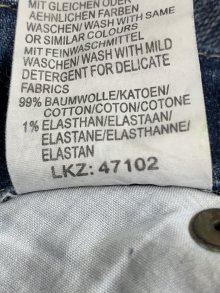 MIT GLEICHEN ODER
AEHNLICHEN FARBEN
WASCHEN/ WASH WITH SAME
OR SIMILAR COLOURS
MIT FEINWASCHMITTEL
WASCHEN/ WASH WITH MILD
DETERGENT FOR DELICATE
FABRICS
99% BAUMWOLLE/KATOEN/
COTTON/COTON/COTONE
1% ELASTHAN/ELASTAAN/
ELASTANE/ELASTHANNE/
ELASTAN
LKZ: 47102